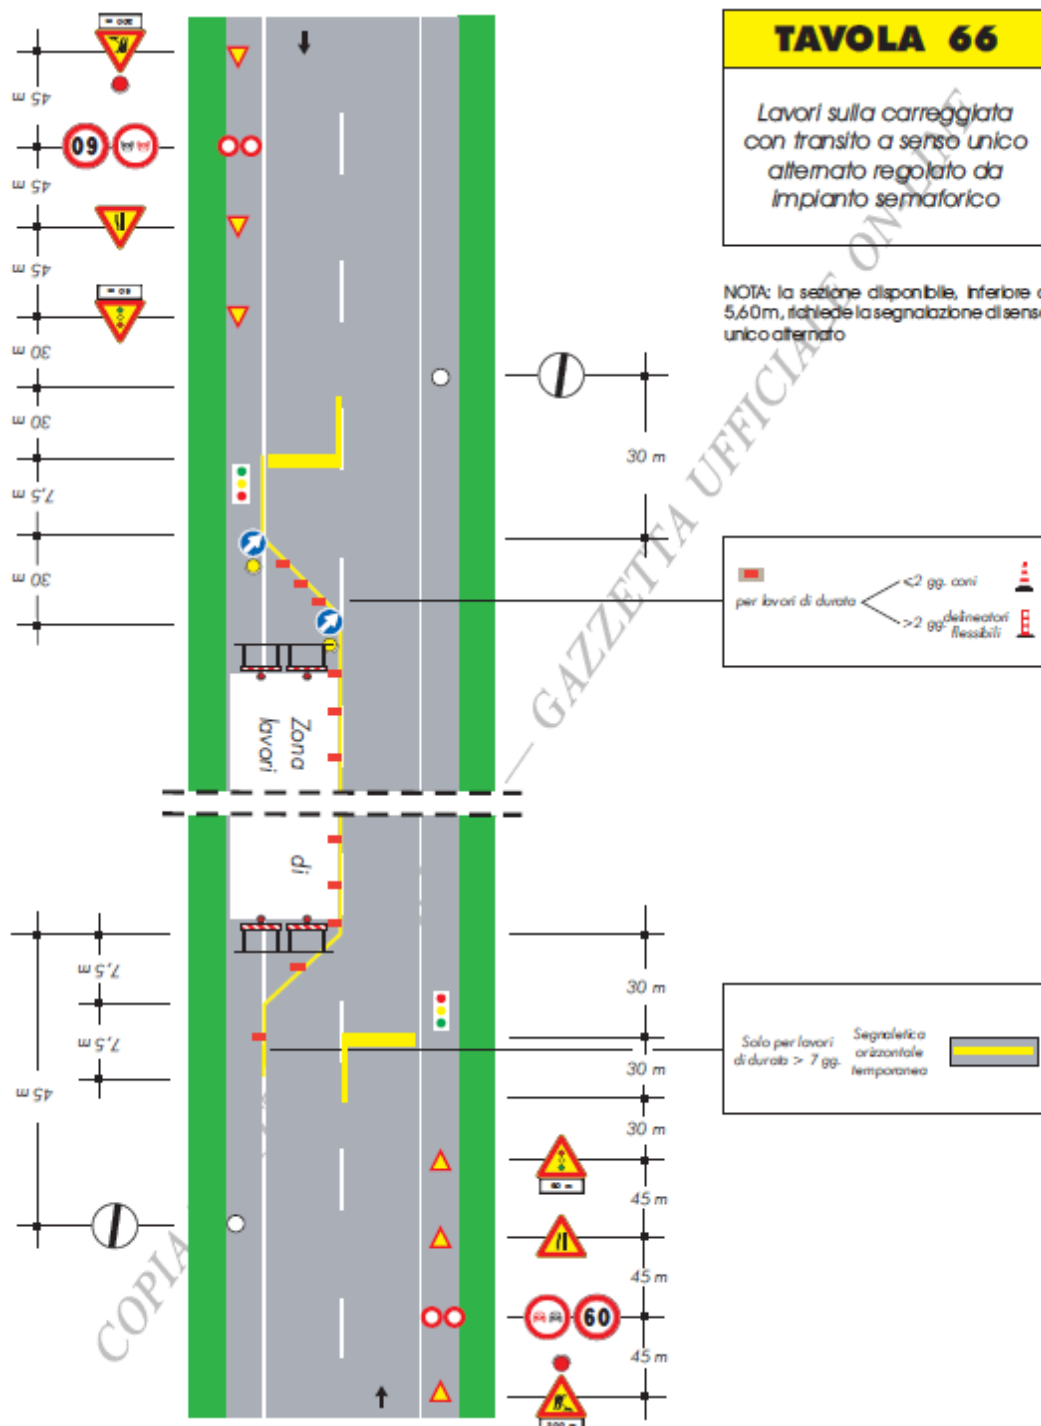 TAVOLA 66
Lavori sulla carreggiata
con transito a senso unico
alternato regolato da
impianto semaforico
NOTA: la sezione disponibile, inferiore a
5,60m, richiede la segnalazione di senso
unico alternato
300 m
45 m
60
45 m
45 m
60 m
30 m
30 m
7,5 m
30 m
30 m
per lavori di durata
<2 gg. coni
>2 gg. delineatori
flessibili
Zona
lavori
di
7,5 m
7,5 m
45 m
30 m
30 m
30 m
Solo per lavori
di durata > 7 gg.
Segnaletica
orizzontale
temporanea
60 m
45 m
45 m
60
45 m
300 m
COPIA
— GAZZETTA UFFICIALE ON-LINE